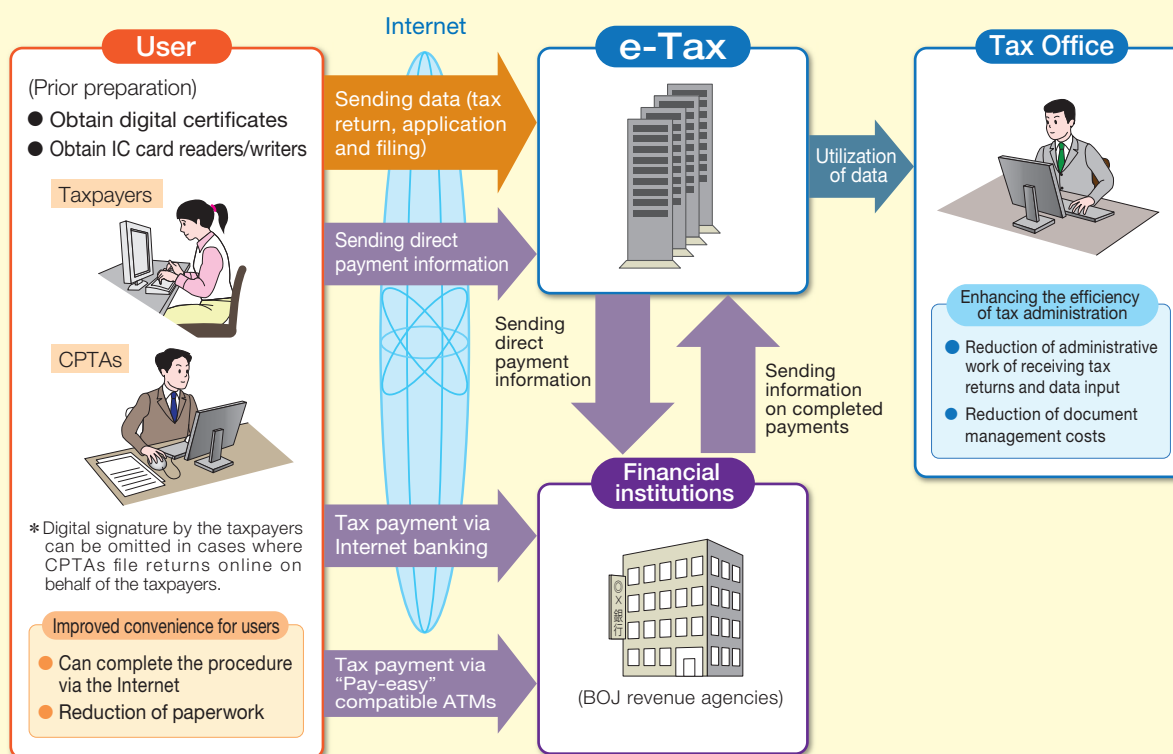 User
(Prior preparation)
● Obtain digital certificates
● Obtain IC card readers/writers
Taxpayers
CPTAs
* Digital signature by the taxpayers
can be omitted in cases where
CPTAs file returns online on
behalf of the taxpayers.
Improved convenience for users
● Can complete the procedure
via the Internet
● Reduction of paperwork
Internet
Sending data (tax
return, application
and filing)
Sending direct
payment information
Tax payment via
Internet banking
Tax payment via
“Pay-easy”
compatible ATMs
e-Tax
Sending
direct
payment
information
Sending
information
on completed
payments
Financial
institutions
(BOJ revenue agencies)
Utilization
of data
Tax Office
Enhancing the efficiency
of tax administration
● Reduction of administrative
work of receiving tax
returns and data input
● Reduction of document
management costs